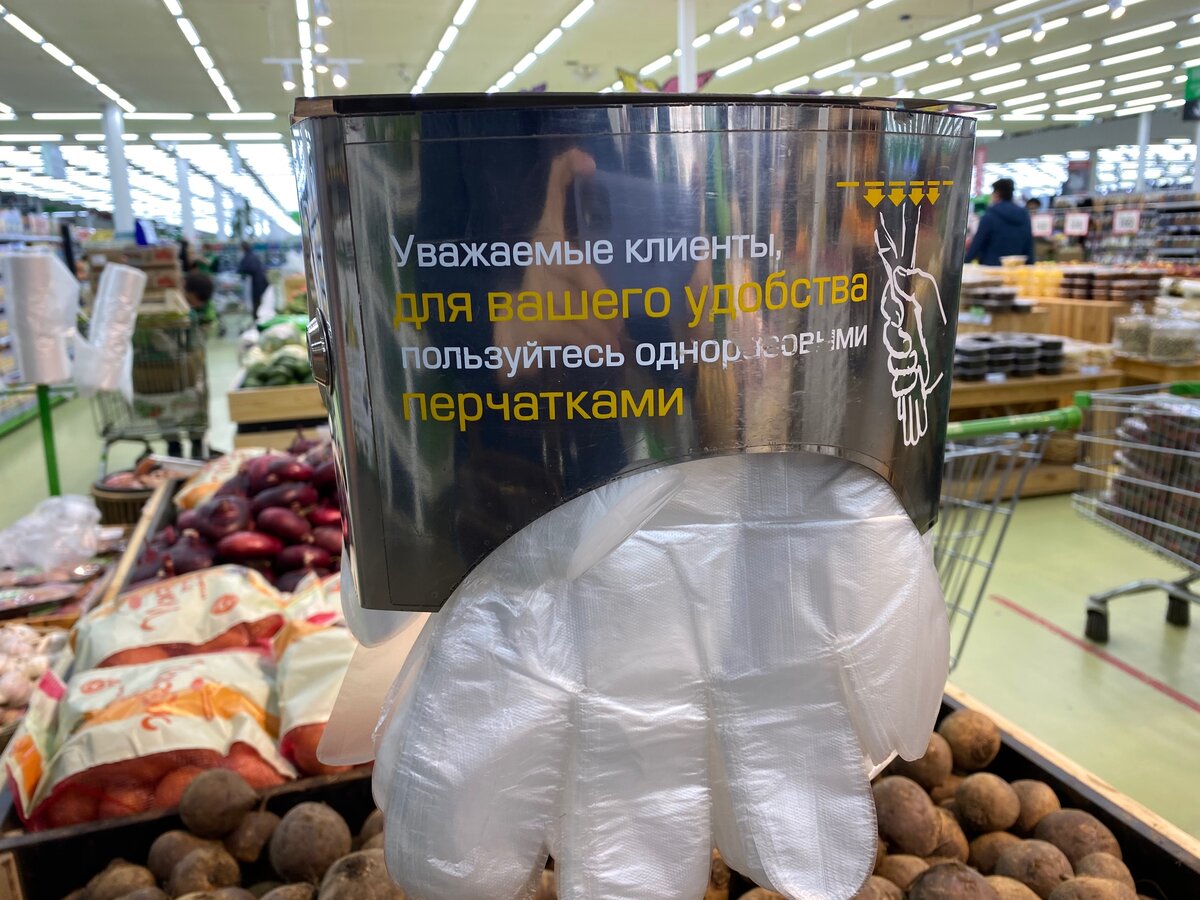 Уважаемые клиенты,
для вашего удобства
пользуйтесь одноразовыми
перчатками